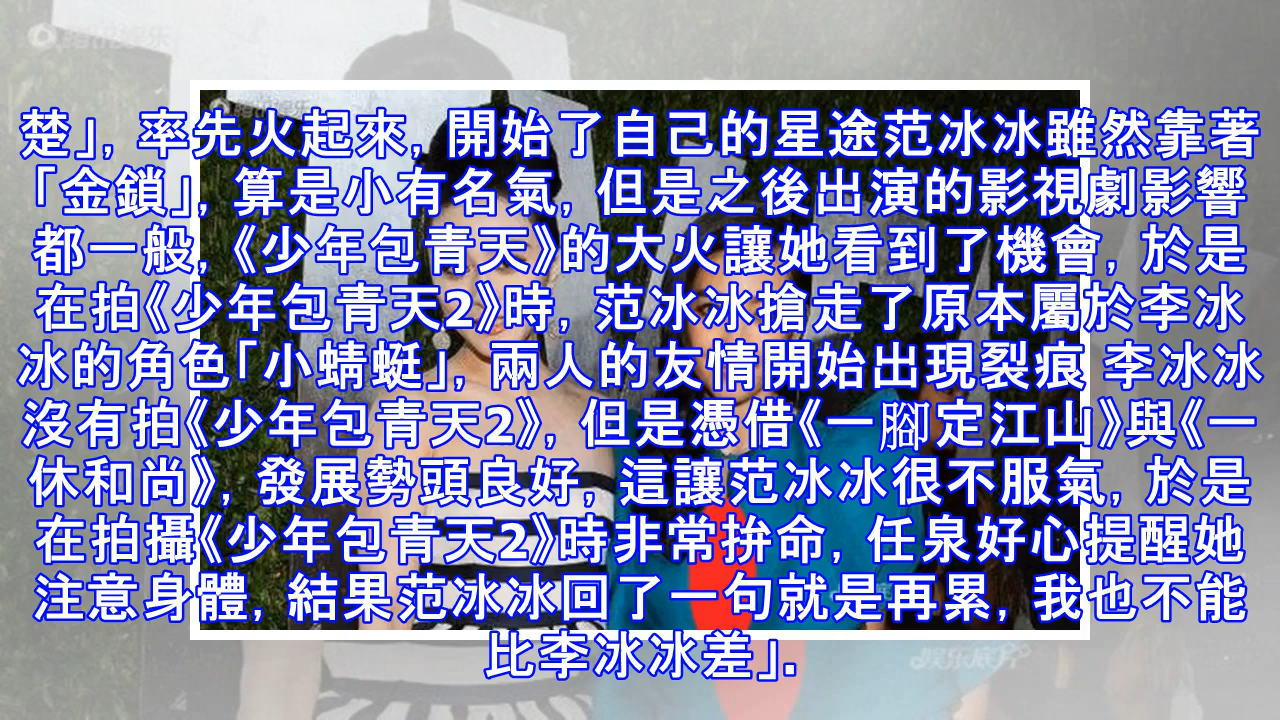 楚」, 率先火起來, 開始了自己的星途范冰冰雖然靠著
「金鎖」, 算是小有名氣, 但是之後出演的影視劇影響
都一般, 《少年包青天》的大火讓她看到了機會, 於是
在拍《少年包青天2》時, 范冰冰搶走了原本屬於李冰
冰的角色「小蜻蜓」, 兩人的友情開始出現裂痕 李冰冰
沒有拍《少年包青天2》, 但是憑借《一腳定江山》與《一
休和尚》, 發展勢頭良好, 這讓范冰冰很不服氣, 於是
在拍攝《少年包青天2》時非常拚命, 任泉好心提醒她
注意身體, 結果范冰冰回了一句就是再累, 我也不能
比李冰冰差」.